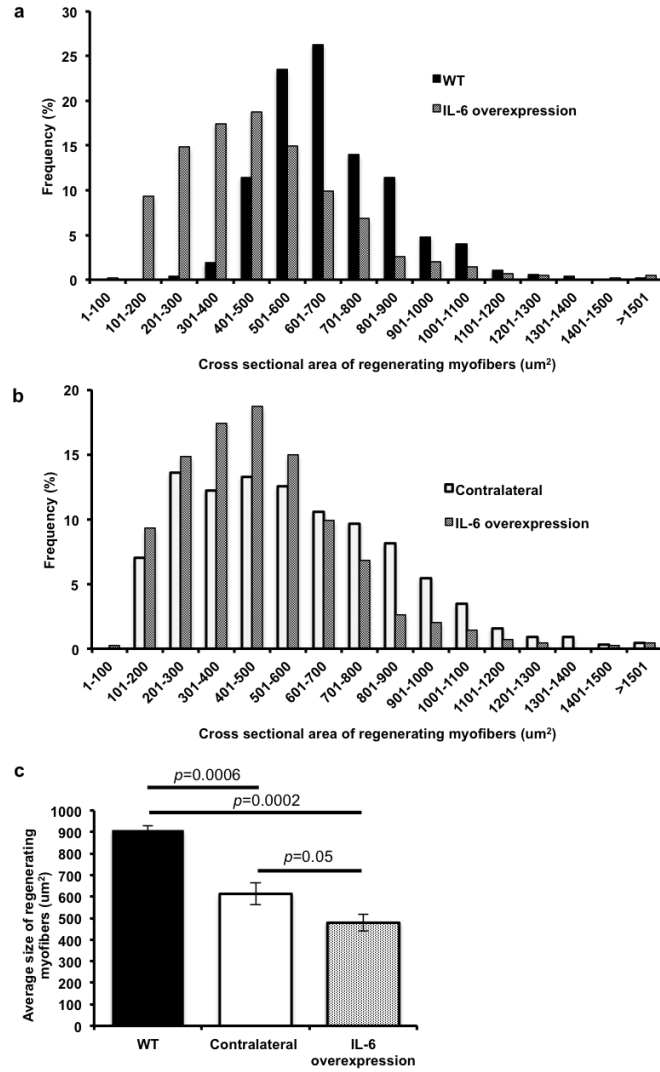 a
30
25
20
15
10
5
0
Frequency (%)
WT
IL-6 overexpression
1-100
101-200
201-300
301-400
401-500
501-600
601-700
701-800
801-900
901-1000
1001-1100
1101-1200
1201-1300
1301-1400
1401-1500
>1501
Cross sectional area of regenerating myofibers (um²)
b
20
15
10
5
0
Frequency (%)
Contralateral
IL-6 overexpression
1-100
101-200
201-300
301-400
401-500
501-600
601-700
701-800
801-900
901-1000
1001-1100
1101-1200
1201-1300
1301-1400
1401-1500
>1501
Cross sectional area of regenerating myofibers (um²)
c
p=0.0006
p=0.0002
p=0.05
1000
900
800
700
600
500
400
300
200
100
0
Average size of regenerating
myofibers (um²)
WT
Contralateral
IL-6
overexpression